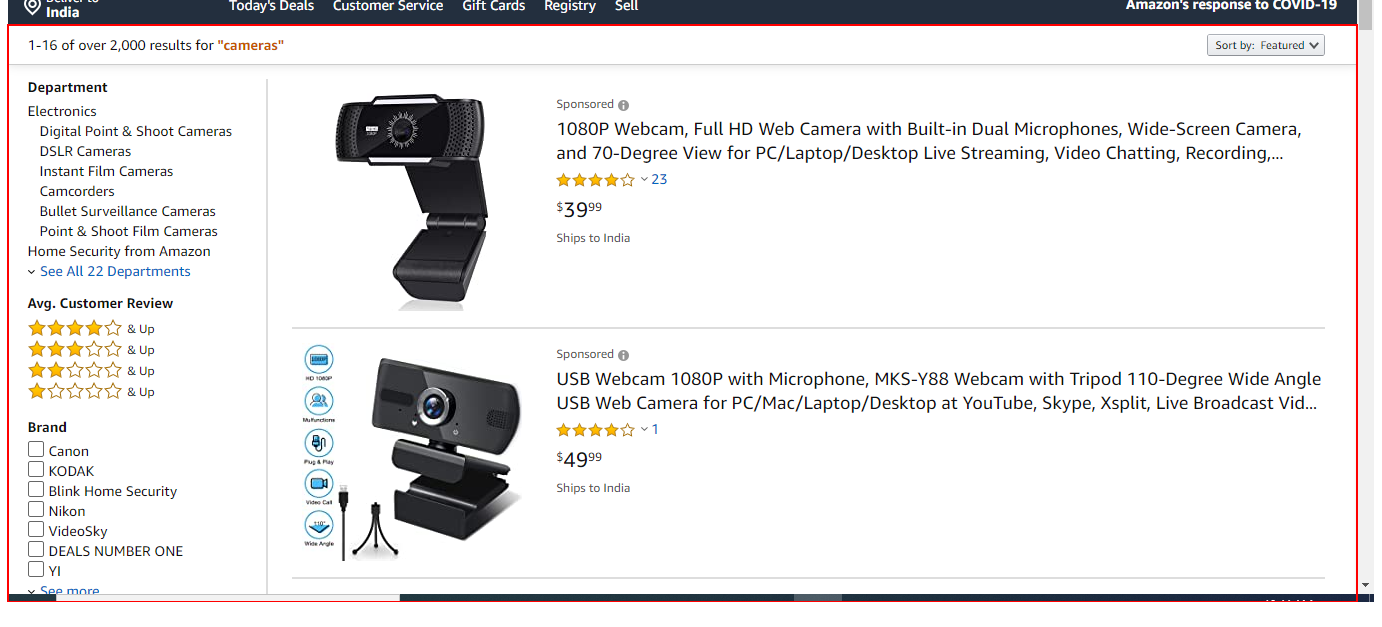 Deliver to
India
Today's Deals Customer Service Gift Cards Registry Sell
Amazon's response to COVID-19
1-16 of over 2,000 results for "cameras"
Sort by: Featured
Department
Electronics
Digital Point & Shoot Cameras
DSLR Cameras
Instant Film Cameras
Camcorders
Bullet Surveillance Cameras
Point & Shoot Film Cameras
Home Security from Amazon
See All 22 Departments
Avg. Customer Review
& Up
& Up
& Up
& Up
Brand
Canon
KODAK
Blink Home Security
Nikon
VideoSky
DEALS NUMBER ONE
YI
See more
Sponsored
1080P Webcam, Full HD Web Camera with Built-in Dual Microphones, Wide-Screen Camera,
and 70-Degree View for PC/Laptop/Desktop Live Streaming, Video Chatting, Recording,...
23
$3999
Ships to India
HD 1080P
Multifunctions
Plug & Play
Video Call
110°
Wide Angle
Sponsored
USB Webcam 1080P with Microphone, MKS-Y88 Webcam with Tripod 110-Degree Wide Angle
USB Web Camera for PC/Mac/Laptop/Desktop at YouTube, Skype, Xsplit, Live Broadcast Vid...
1
$4999
Ships to India